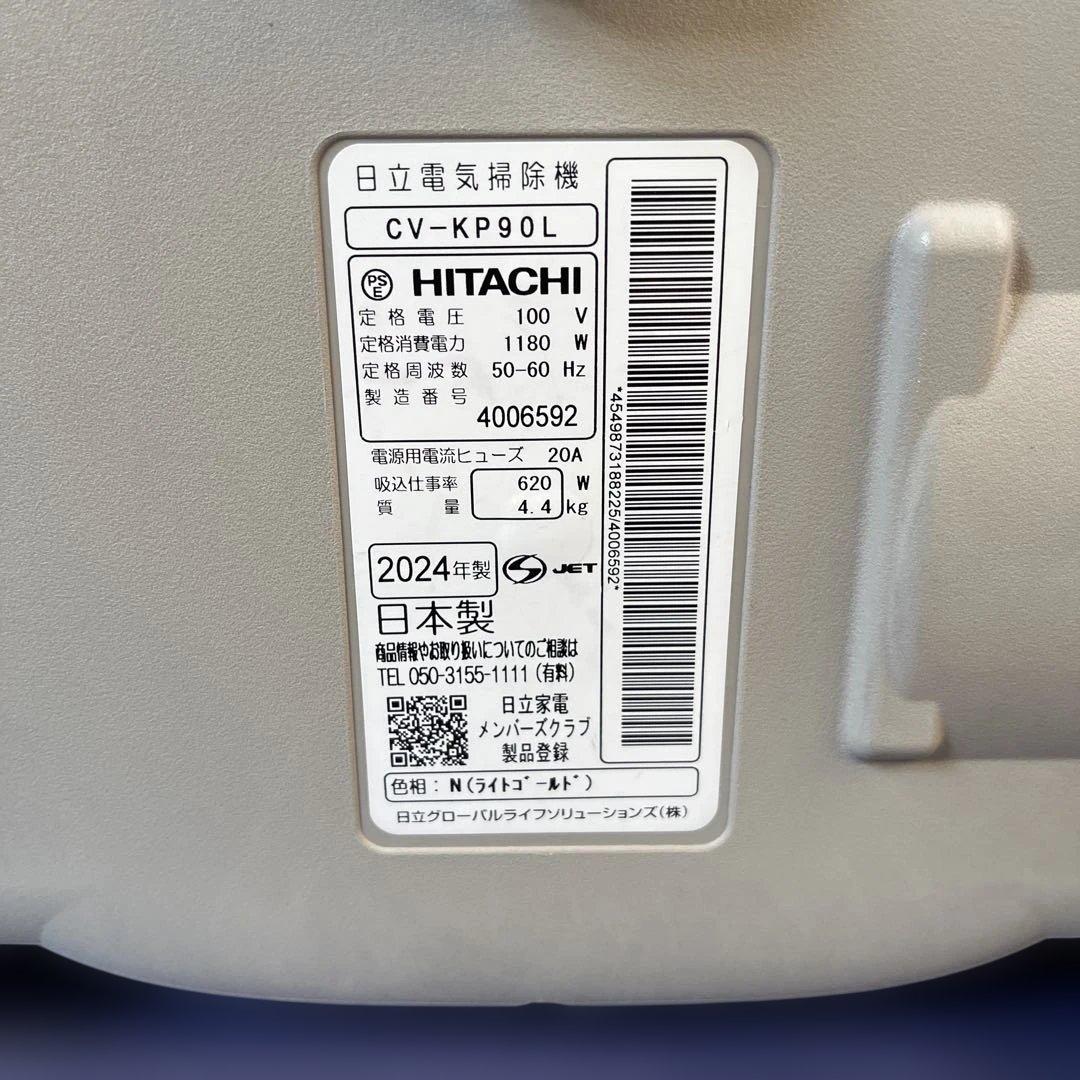 日立電気掃除機
CV-KP90L
PSE HITACHI
定格電圧 100 V
定格消費電力 1180 W
定格周波数 50-60 Hz
製造番号
4006592
電源用電流ヒューズ 20A
吸込仕事率 620 W
質量 4.4 kg
2024年製 S JET
日本製
商品情報やお取り扱いについてのご相談は
TEL 050-3155-1111(有料)
日立家電
メンバーズクラブ
製品登録
色相:N(ライトゴールド)
日立グローバルライフソリューションズ(株)
*4549873188225/4006592*